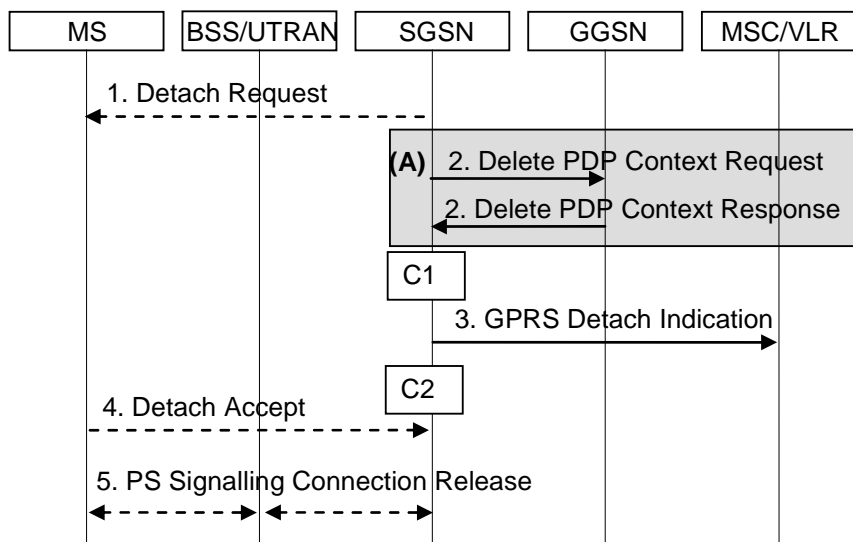 MS BSS/UTRAN SGSN GGSN MSC/VLR
1. Detach Request
(A) 2. Delete PDP Context Request
2. Delete PDP Context Response
C1
3. GPRS Detach Indication
C2
4. Detach Accept
5. PS Signalling Connection Release